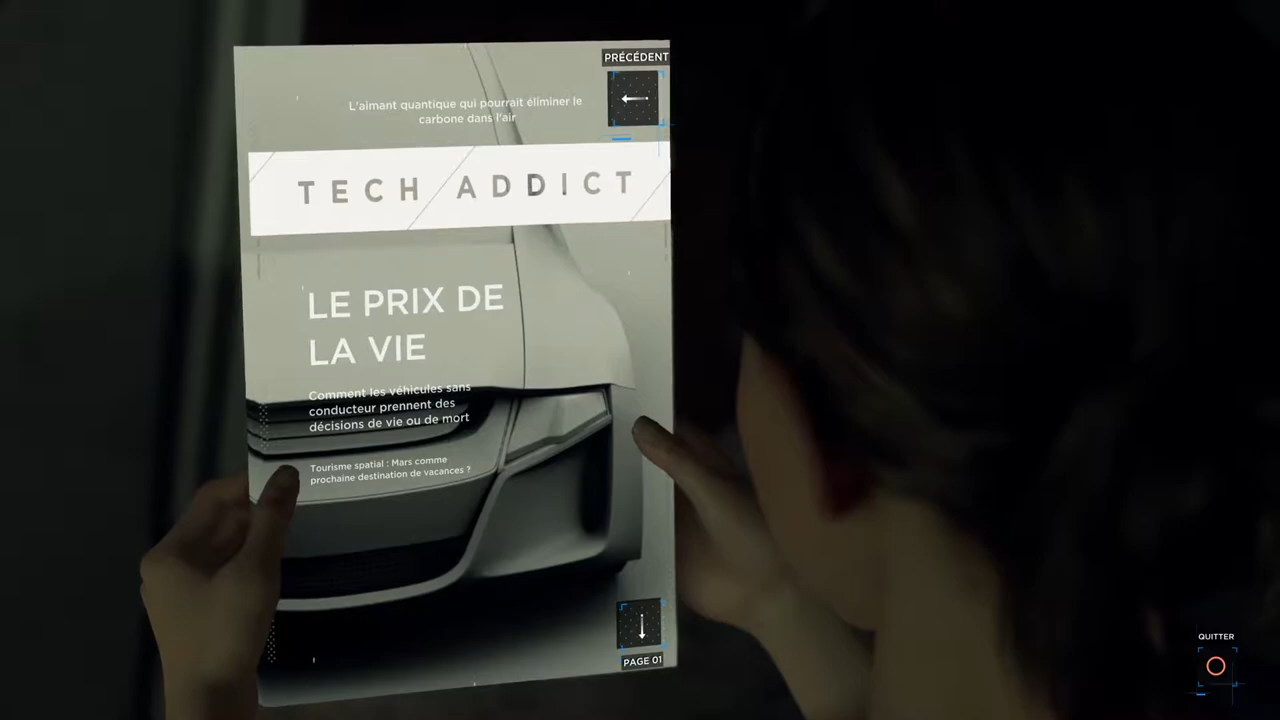 PRÉCÉDENT
L'aimant quantique qui pourrait éliminer le
carbone dans l'air
TECH ADDICT
LE PRIX DE
LA VIE
Comment les véhicules sans
conducteur prennent des
décisions de vie ou de mort
Tourisme spatial : Mars comme
prochaine destination de vacances ?
PAGE 01
QUITTER